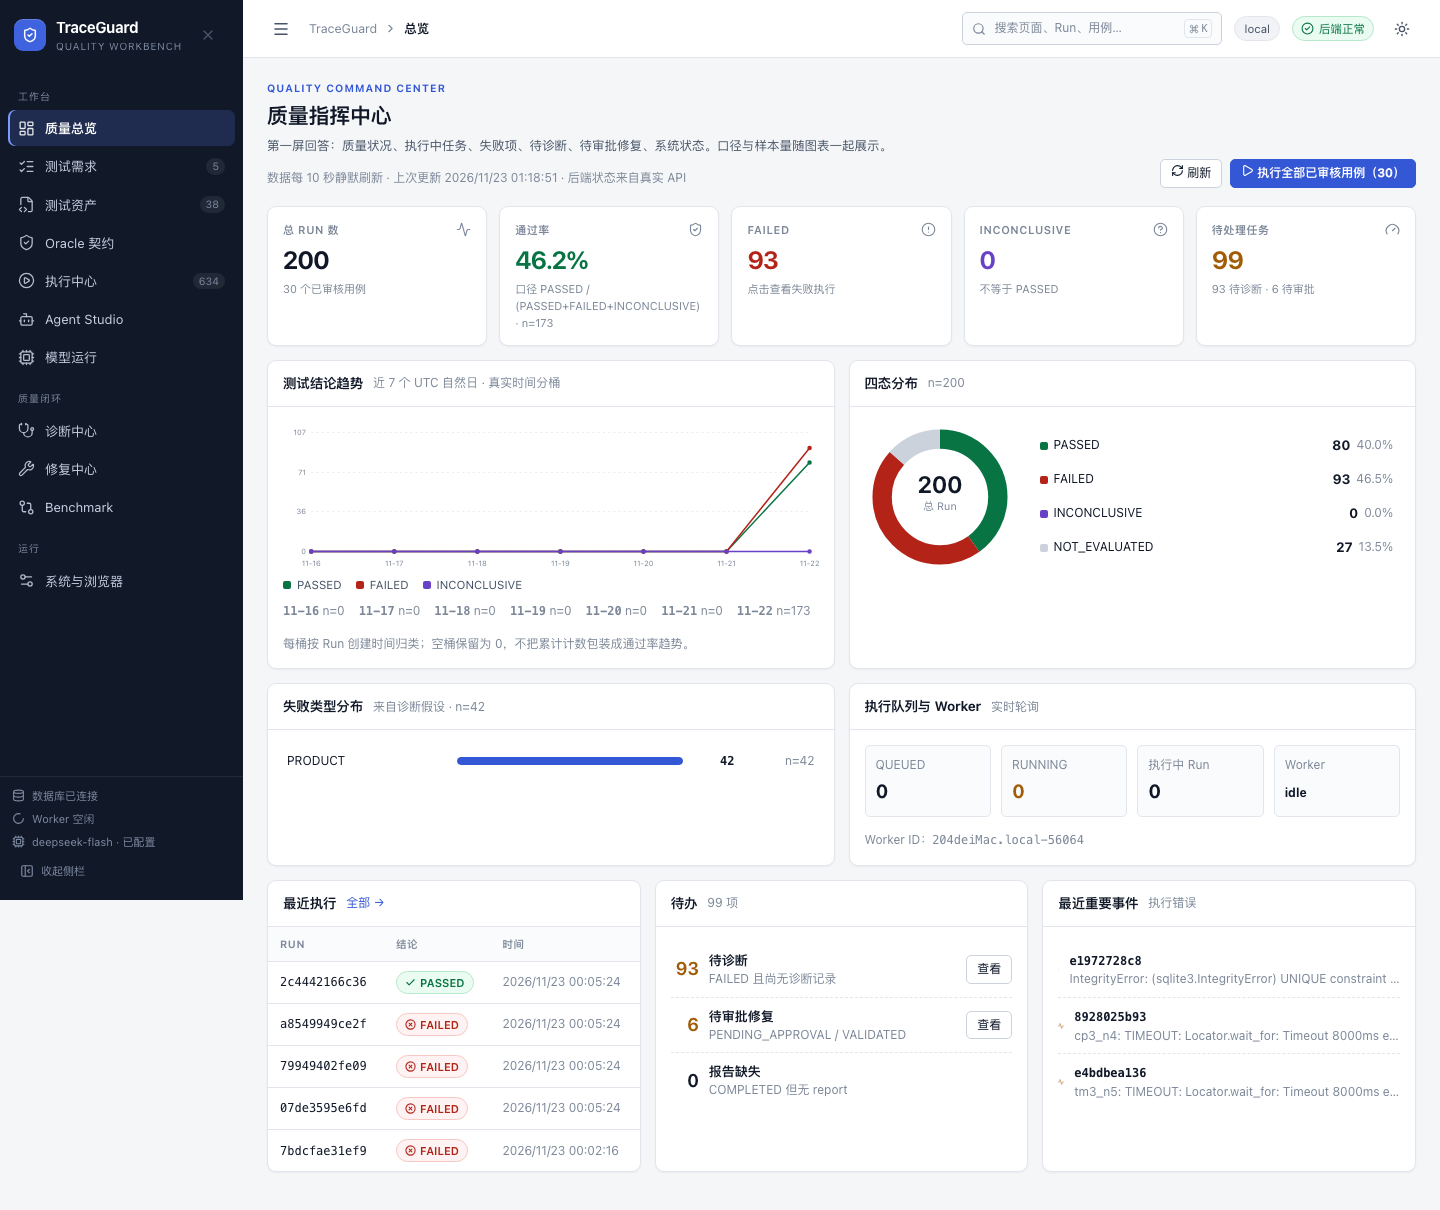 TraceGuard
QUALITY WORKBENCH
工作台
质量总览
测试需求 5
测试资产 38
Oracle 契约
执行中心 634
Agent Studio
模型运行
质量闭环
诊断中心
修复中心
Benchmark
运行
系统与浏览器
数据库已连接
Worker 空闲
deepseek-flash · 已配置
收起侧栏
TraceGuard > 总览
搜索页面、Run、用例... ⌘ K
local
后端正常
QUALITY COMMAND CENTER
质量指挥中心
第一屏回答：质量状况、执行中任务、失败项、待诊断、待审批修复、系统状态。口径与样本量随图表一起展示。
数据每 10 秒静默刷新 · 上次更新 2026/11/23 01:18:51 · 后端状态来自真实 API
刷新
执行全部已审核用例（30）
总 RUN 数
200
30 个已审核用例
通过率
46.2%
口径 PASSED /
(PASSED+FAILED+INCONCLUSIVE)
· n=173
FAILED
93
点击查看失败执行
INCONCLUSIVE
0
不等于 PASSED
待处理任务
99
93 待诊断 · 6 待审批
测试结论趋势 近 7 个 UTC 自然日 · 真实时间分桶
107
71
36
0
11-16 11-17 11-18 11-19 11-20 11-21 11-22
PASSED FAILED INCONCLUSIVE
11-16 n=0 11-17 n=0 11-18 n=0 11-19 n=0 11-20 n=0 11-21 n=0 11-22 n=173
每桶按 Run 创建时间归类；空桶保留为 0，不把累计计数包装成通过率趋势。
四态分布 n=200
200
总 Run
PASSED 80 40.0%
FAILED 93 46.5%
INCONCLUSIVE 0 0.0%
NOT_EVALUATED 27 13.5%
失败类型分布 来自诊断假设 · n=42
PRODUCT 42 n=42
执行队列与 Worker 实时轮询
QUEUED
0
RUNNING
0
执行中 Run
0
Worker
idle
Worker ID：204deiMac.local-56064
最近执行 全部 →
RUN 结论 时间
2c4442166c36 PASSED 2026/11/23 00:05:24
a8549949ce2f FAILED 2026/11/23 00:05:24
79949402fe09 FAILED 2026/11/23 00:05:24
07de3595e6fd FAILED 2026/11/23 00:05:24
7bdcfae31ef9 FAILED 2026/11/23 00:02:16
待办 99 项
93 待诊断 查看
FAILED 且尚无诊断记录
6 待审批修复 查看
PENDING_APPROVAL / VALIDATED
0 报告缺失
COMPLETED 但无 report
最近重要事件 执行错误
e1972728c8
IntegrityError: (sqlite3.IntegrityError) UNIQUE constraint ...
8928025b93
cp3_n4: TIMEOUT: Locator.wait_for: Timeout 8000ms e...
e4bdbea136
tm3_n5: TIMEOUT: Locator.wait_for: Timeout 8000ms e...